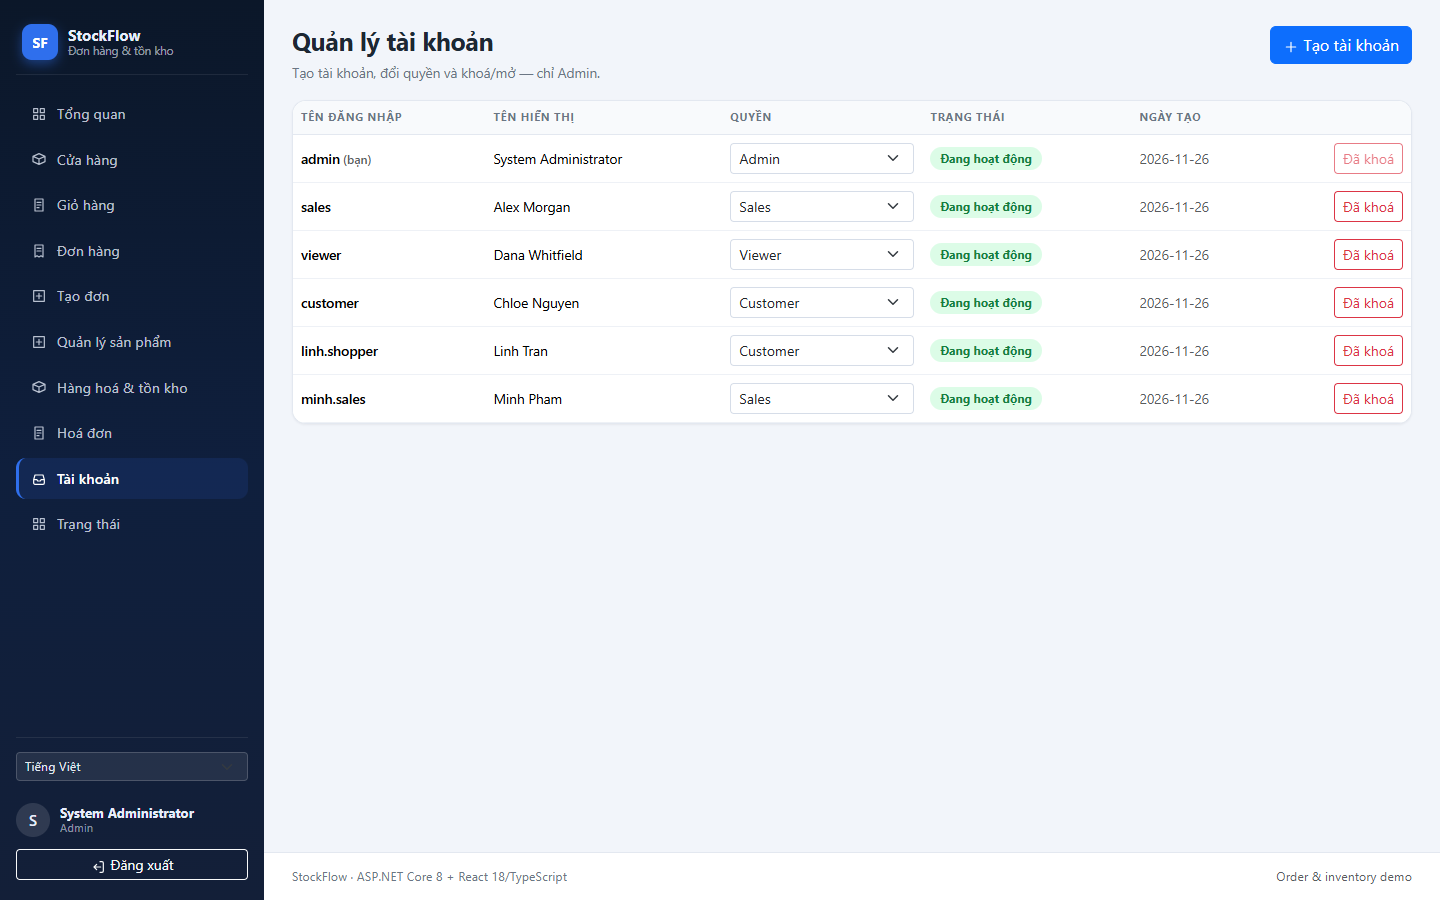 SF
StockFlow
Đơn hàng & tồn kho
Tổng quan
Cửa hàng
Giỏ hàng
Đơn hàng
Tạo đơn
Quản lý sản phẩm
Hàng hoá & tồn kho
Hoá đơn
Tài khoản
Trạng thái
Tiếng Việt
S
System Administrator
Admin
Đăng xuất
Quản lý tài khoản
Tạo tài khoản, đổi quyền và khoá/mở — chỉ Admin.
+ Tạo tài khoản
TÊN ĐĂNG NHẬP TÊN HIỂN THỊ QUYỀN TRẠNG THÁI NGÀY TẠO
admin (bạn) System Administrator Admin Đang hoạt động 2026-11-26 Đã khoá
sales Alex Morgan Sales Đang hoạt động 2026-11-26 Đã khoá
viewer Dana Whitfield Viewer Đang hoạt động 2026-11-26 Đã khoá
customer Chloe Nguyen Customer Đang hoạt động 2026-11-26 Đã khoá
linh.shopper Linh Tran Customer Đang hoạt động 2026-11-26 Đã khoá
minh.sales Minh Pham Sales Đang hoạt động 2026-11-26 Đã khoá
StockFlow · ASP.NET Core 8 + React 18/TypeScript
Order & inventory demo